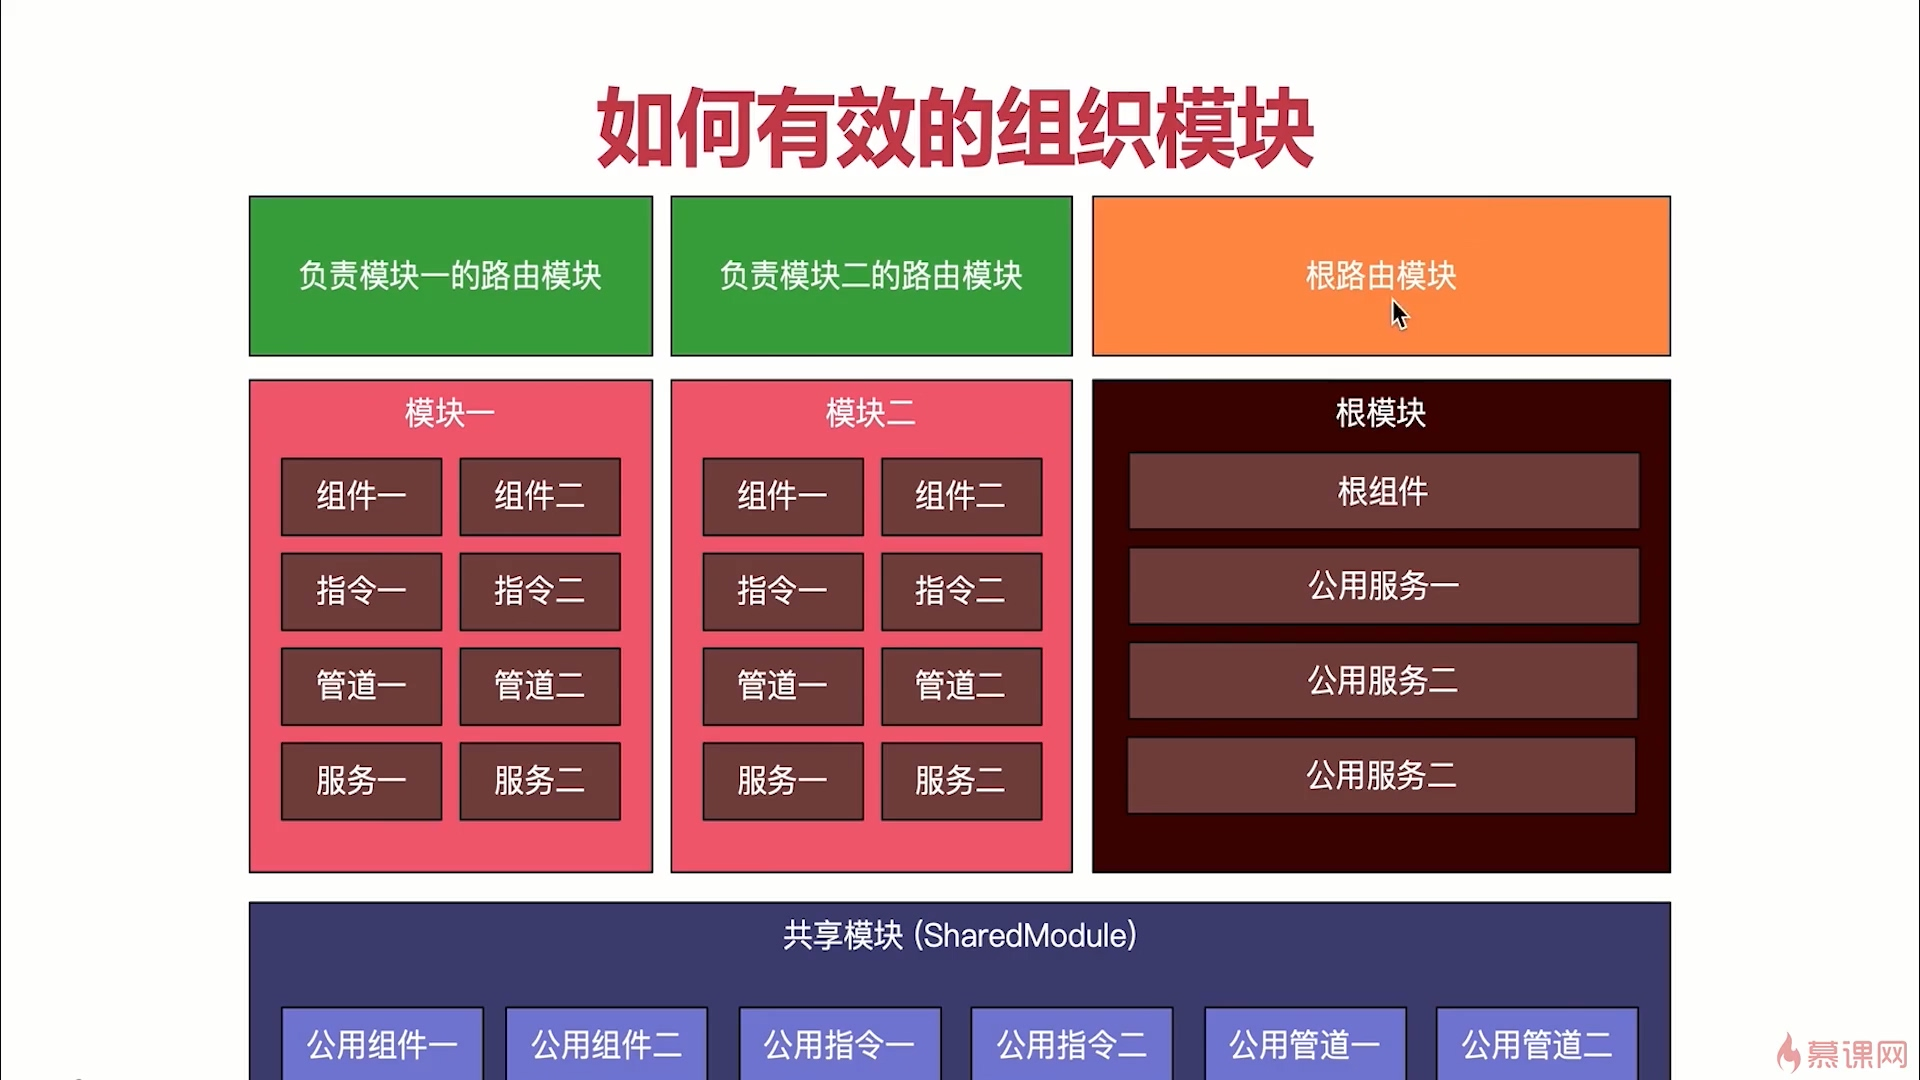 如何有效的组织模块
负责模块一的路由模块
负责模块二的路由模块
根路由模块
模块一
组件一
组件二
指令一
指令二
管道一
管道二
服务一
服务二
模块二
组件一
组件二
指令一
指令二
管道一
管道二
服务一
服务二
根模块
根组件
公用服务一
公用服务二
公用服务二
共享模块 (SharedModule)
公用组件一
公用组件二
公用指令一
公用指令二
公用管道一
公用管道二
慕课网